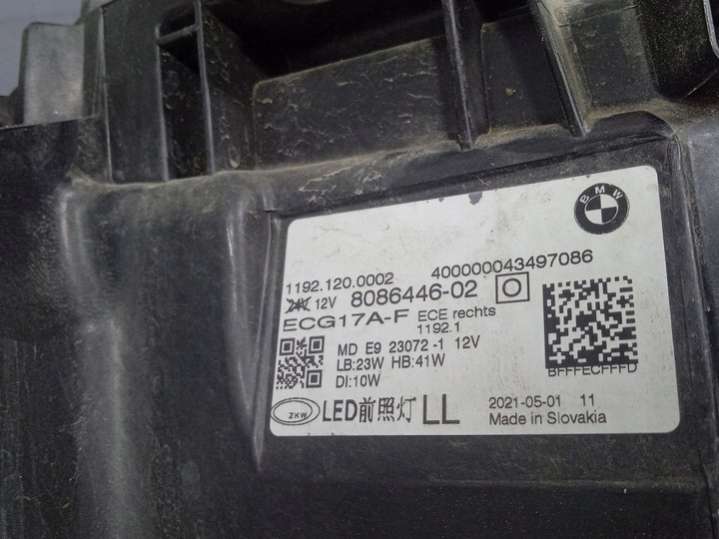 BMW
1192.120.0002 400000043497086
24V 12V 8086446-02
ECG17A-F ECE rechts
1192.1
MD E9 23072-1 12V
LB:23W HB:41W
DI:10W
BFFFECFFFD
ZKW LED前照灯 LL
2021-05-01 11
Made in Slovakia